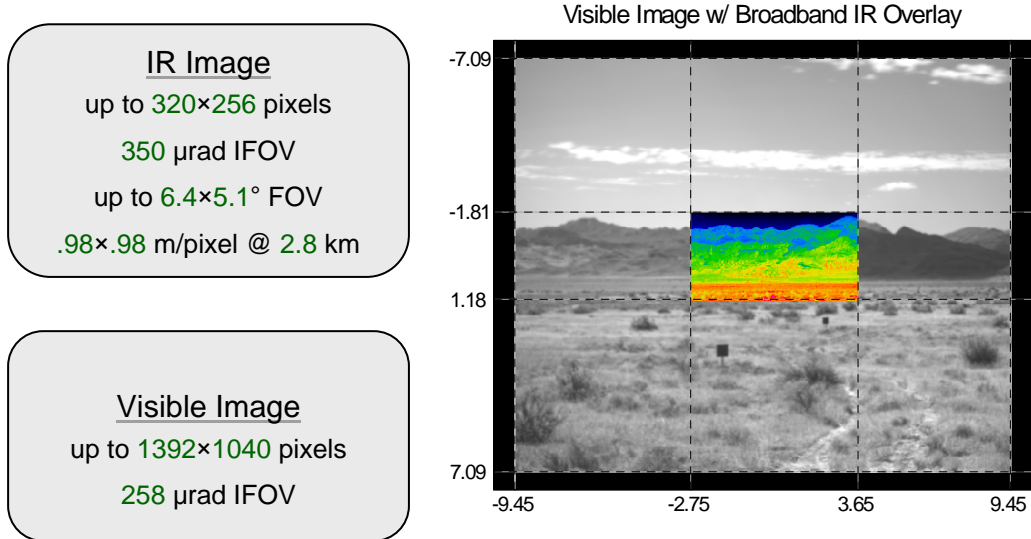 IR Image
up to 320×256 pixels
350 µrad IFOV
up to 6.4×5.1° FOV
.98×.98 m/pixel @ 2.8 km
Visible Image
up to 1392×1040 pixels
258 µrad IFOV
Visible Image w/ Broadband IR Overlay
-7.09
-1.81
1.18
7.09
-9.45 -2.75 3.65 9.45